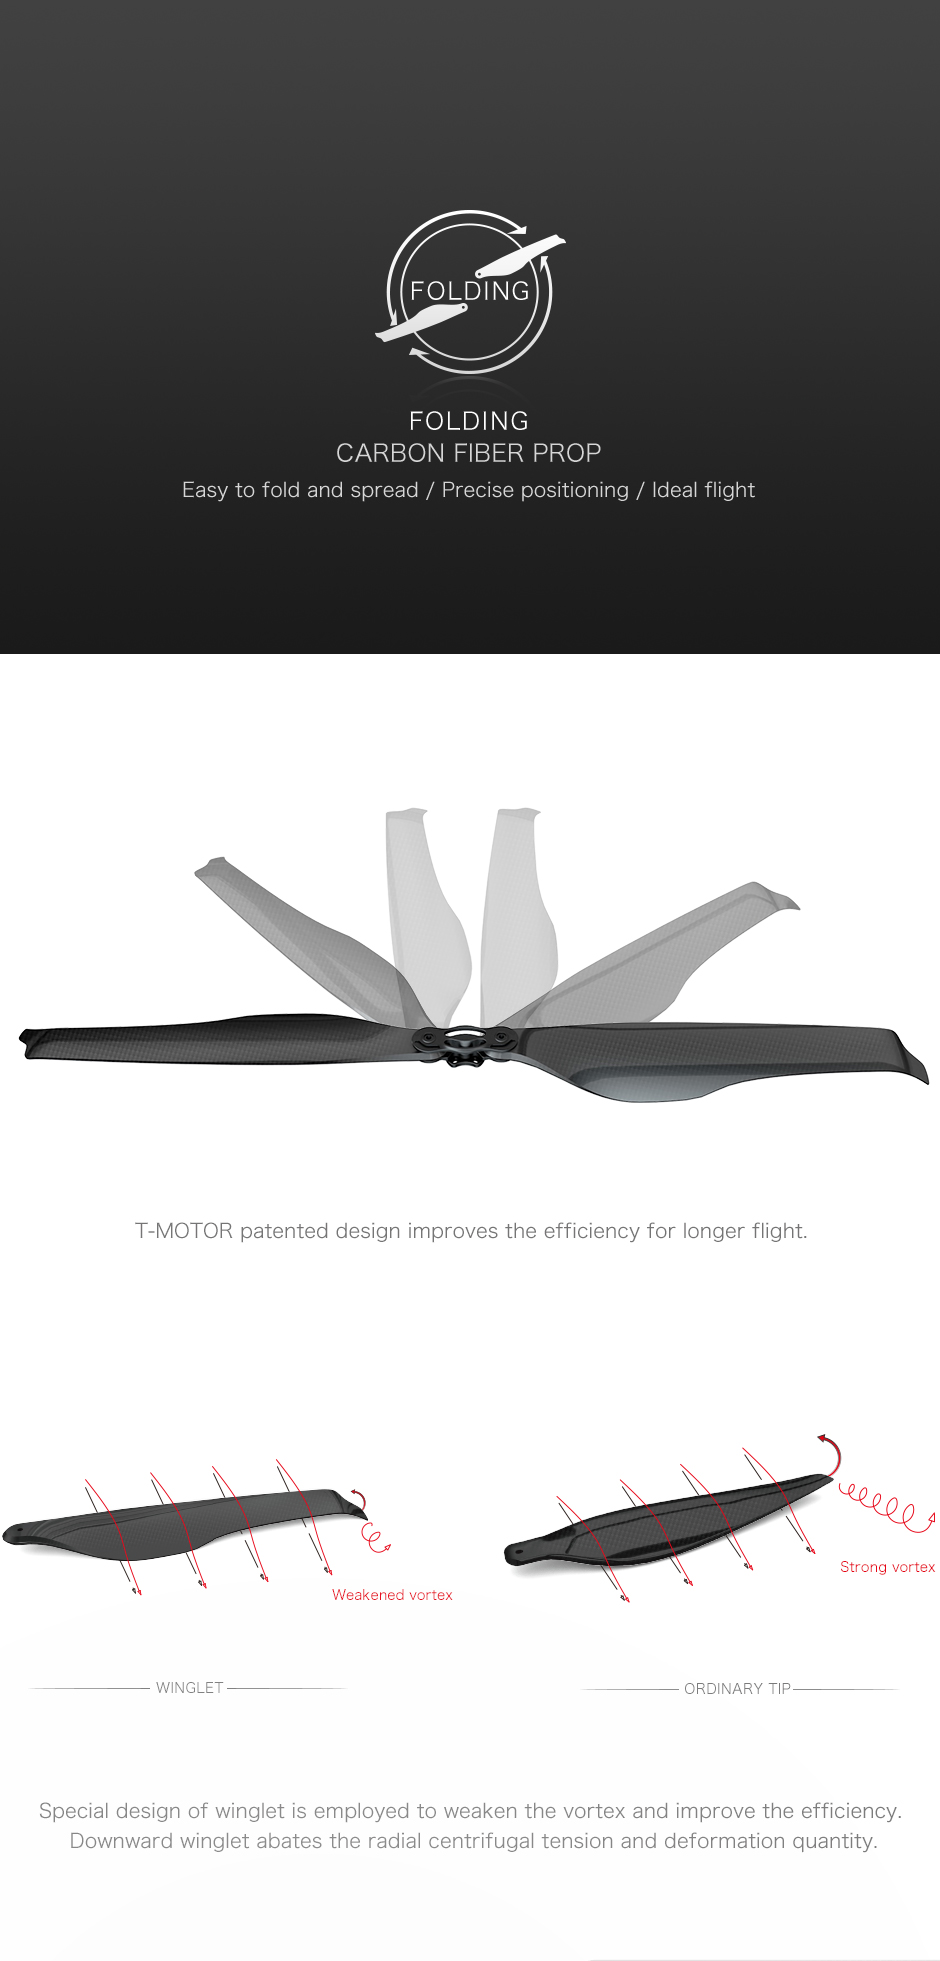 FOLDING
FOLDING
CARBON FIBER PROP
Easy to fold and spread / Precise positioning / Ideal flight
T-MOTOR patented design improves the efficiency for longer flight.
Weakened vortex
Strong vortex
WINGLET
ORDINARY TIP
Special design of winglet is employed to weaken the vortex and improve the efficiency.
Downward winglet abates the radial centrifugal tension and deformation quantity.